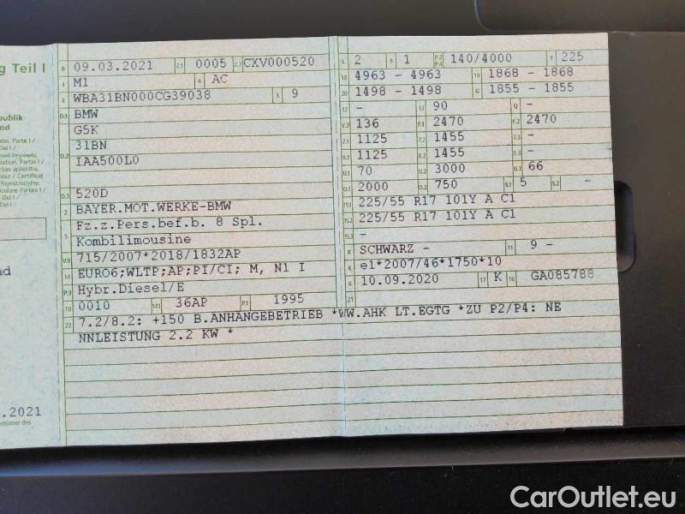 g Teil I
09.03.2021 0005 CXV000520
M1 AC
WBA31BN000CG39038 9
BMW
G5K
31BN
IAA500L0
520D
BAYER.MOT.WERKE-BMW
Fz.z.Pers.bef.b. 8 Spl.
Kombilimousine
715/2007*2018/1832AP
EURO6;WLTP;AP;PI/CI; M, N1 I
Hybr.Diesel/E
0010 36AP 1995
7.2/8.2: +150 B.ANHÄNGEBETRIEB *WW.AHK LT.EGTG *ZU P2/P4: NE
NNLEISTUNG 2.2 KW *
2 1 140/4000 225
4963 - 4963 1868 - 1868
1498 - 1498 1855 - 1855
- 90 -
136 2470 2470
1125 1455 -
1125 1455 -
70 3000 66
2000 750 5 -
225/55 R17 101Y A C1
225/55 R17 101Y A C1
-
SCHWARZ - 9 -
e1*2007/46*1750*10
10.09.2020 K GA085788
.2021
CarOutlet.eu